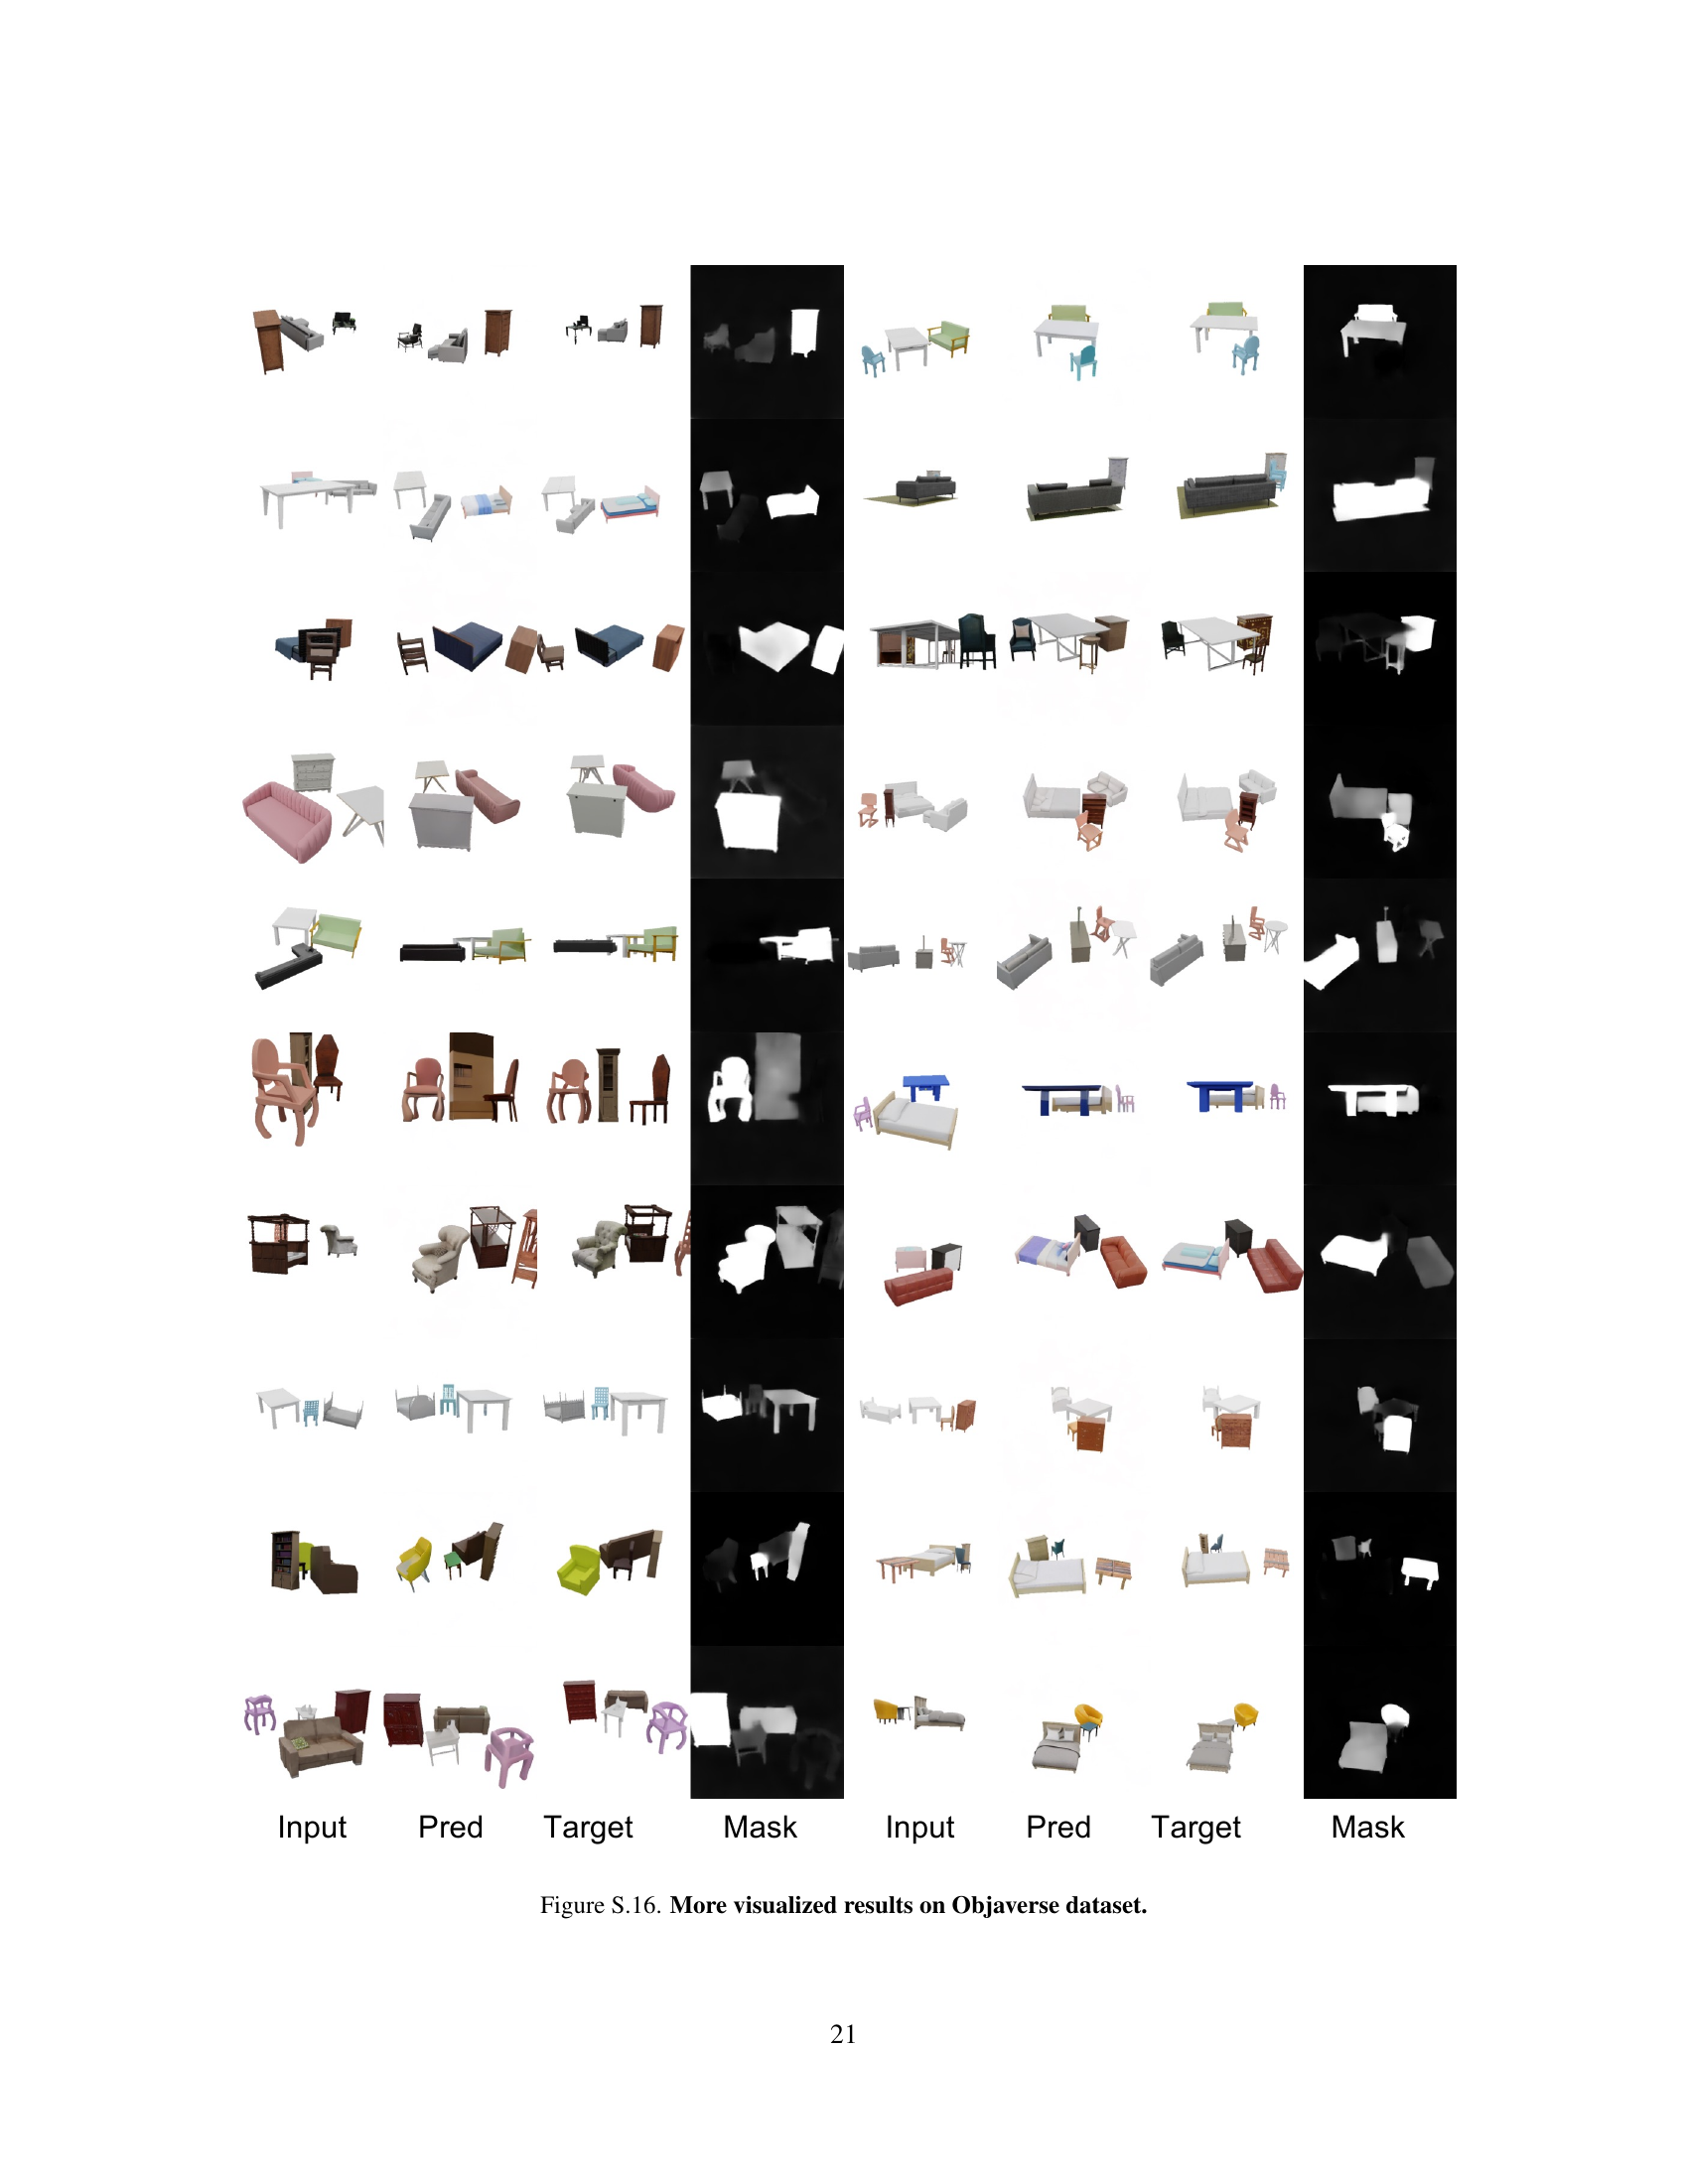 Input Pred Target Mask Input Pred Target Mask
Figure S.16. More visualized results on Objaverse dataset.
21